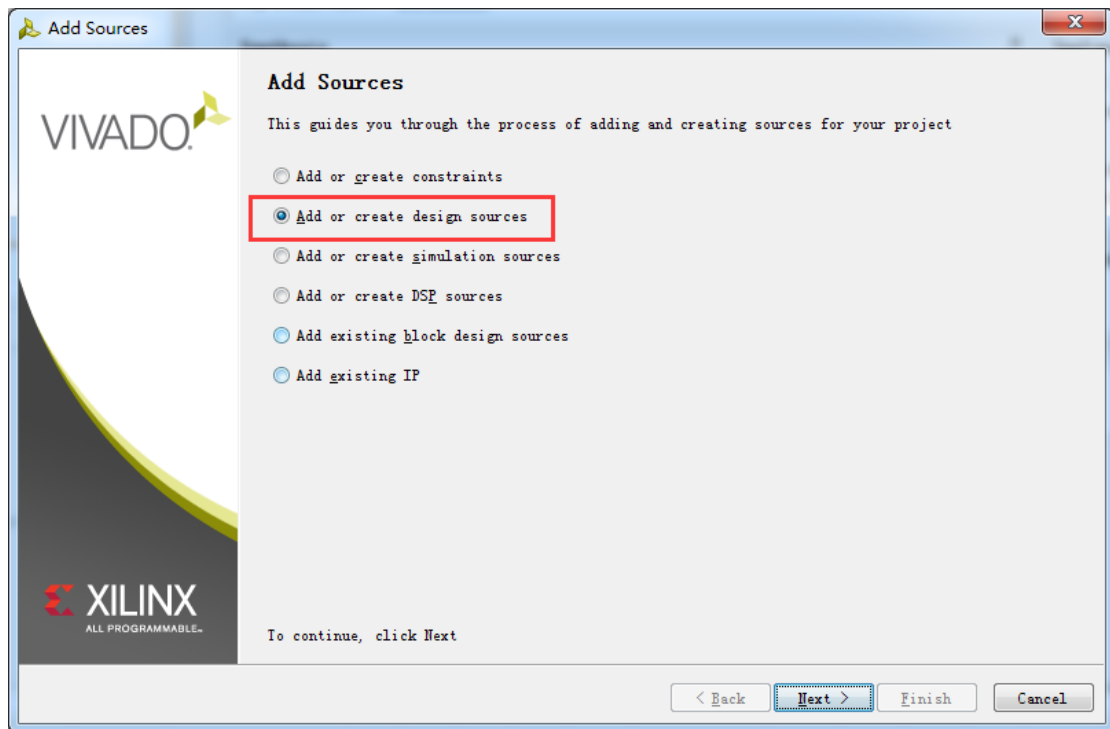 Add Sources
VIVADO.
Add Sources
This guides you through the process of adding and creating sources for your project
Add or create constraints
Add or create design sources
Add or create simulation sources
Add or create DSP sources
Add existing block design sources
Add existing IP
XILINX
ALL PROGRAMMABLE™
To continue, click Next
< Back Next > Finish Cancel